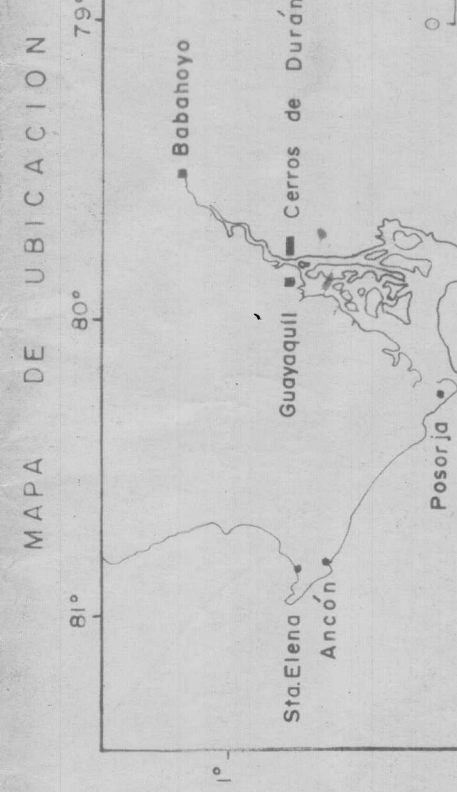 MAPA DE UBICACION
81°
80°
79°
1°
Babahoyo
Cerros de Durán
Guayaquil
Sta. Elena
Ancón
Posorja
0